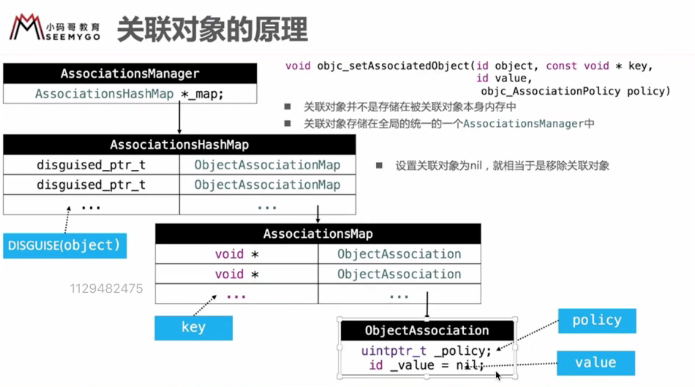 小码哥教育
SEEMYGO
关联对象的原理
AssociationsManager
AssociationsHashMap *_map;
void objc_setAssociatedObject(id object, const void * key,
id value,
objc_AssociationPolicy policy)
关联对象并不是存储在被关联对象本身内存中
关联对象存储在全局的统一的一个AssociationsManager中
设置关联对象为nil，就相当于是移除关联对象
AssociationsHashMap
disguised_ptr_t ObjectAssociationMap
disguised_ptr_t ObjectAssociationMap
... ...
DISGUISE(object)
AssociationsMap
void * ObjectAssociation
void * ObjectAssociation
... ...
1129482475
key
ObjectAssociation
uintptr_t _policy;
id _value = nil;
policy
value